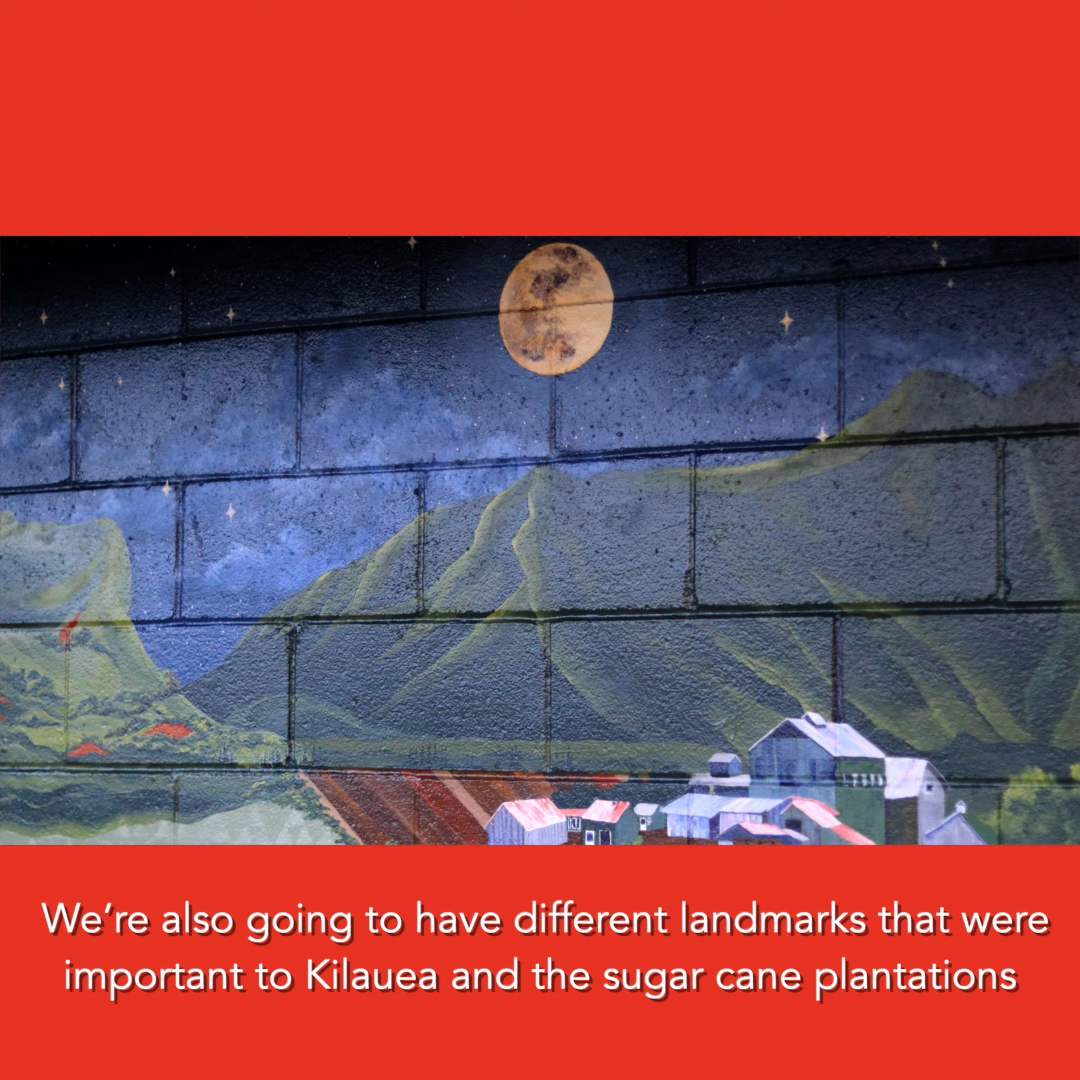 We're also going to have different landmarks that were
important to Kilauea and the sugar cane plantations